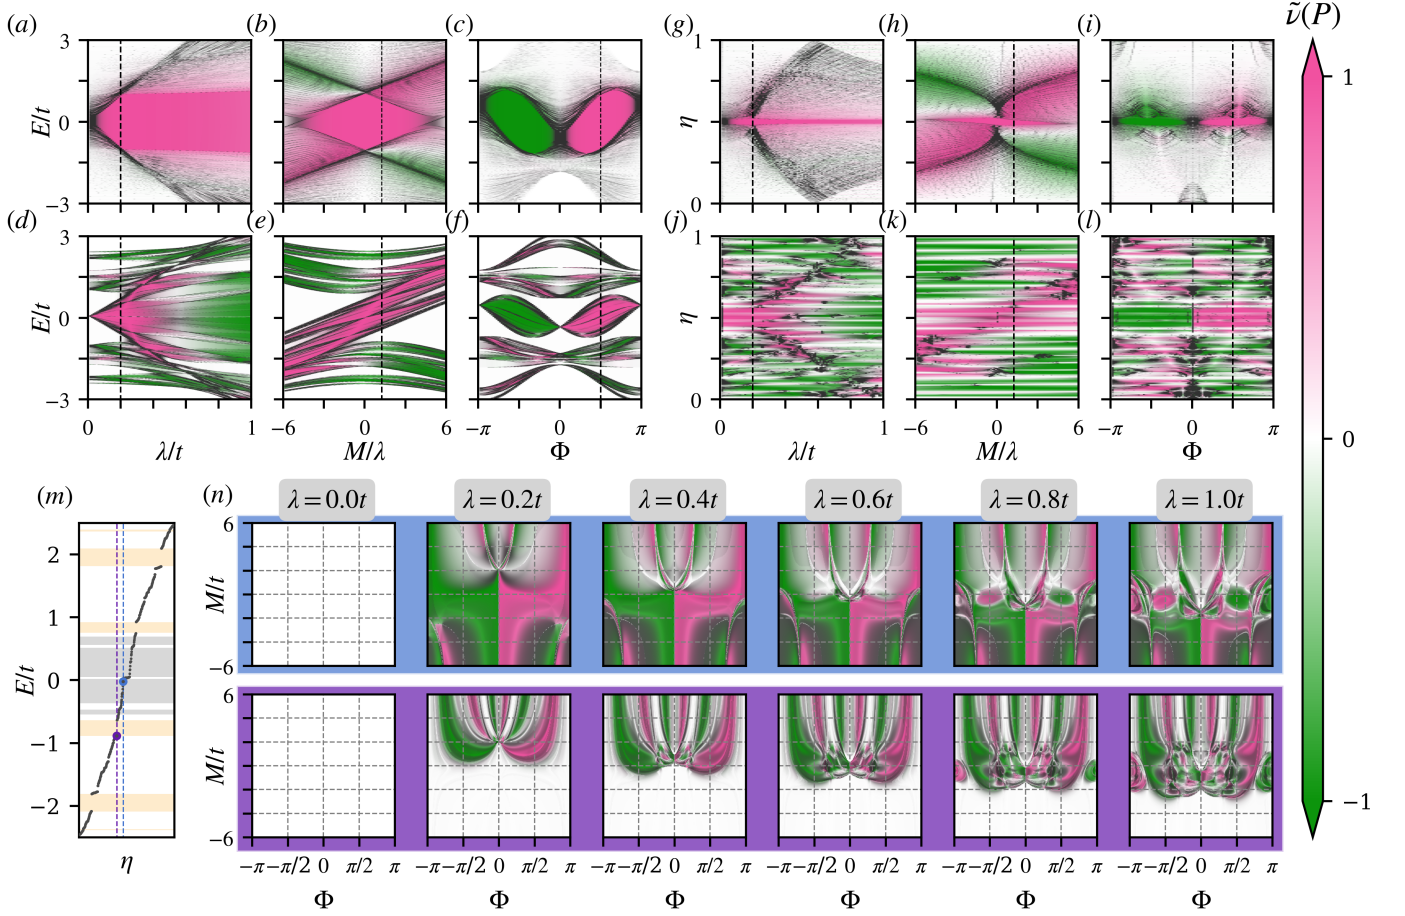 (a) (b) (c) (g) (h) (i) ν̃(P)
3 1 1
E/t 0 η
−3 0
(d) (e) (f) (j) (k) (l)
3 1
E/t 0 η 0
−3 0
0 1 −6 0 6 −π 0 π 0 1 −6 0 6 −π 0 π
λ/t M/λ Φ λ/t M/λ Φ
−1
(m) (n) λ=0.0t λ=0.2t λ=0.4t λ=0.6t λ=0.8t λ=1.0t
2
1
E/t 0
−1
−2
η
6
M/t
−6
6
M/t
−6
−π −π/2 0 π/2 π −π −π/2 0 π/2 π −π −π/2 0 π/2 π −π −π/2 0 π/2 π −π −π/2 0 π/2 π −π −π/2 0 π/2 π
Φ Φ Φ Φ Φ Φ